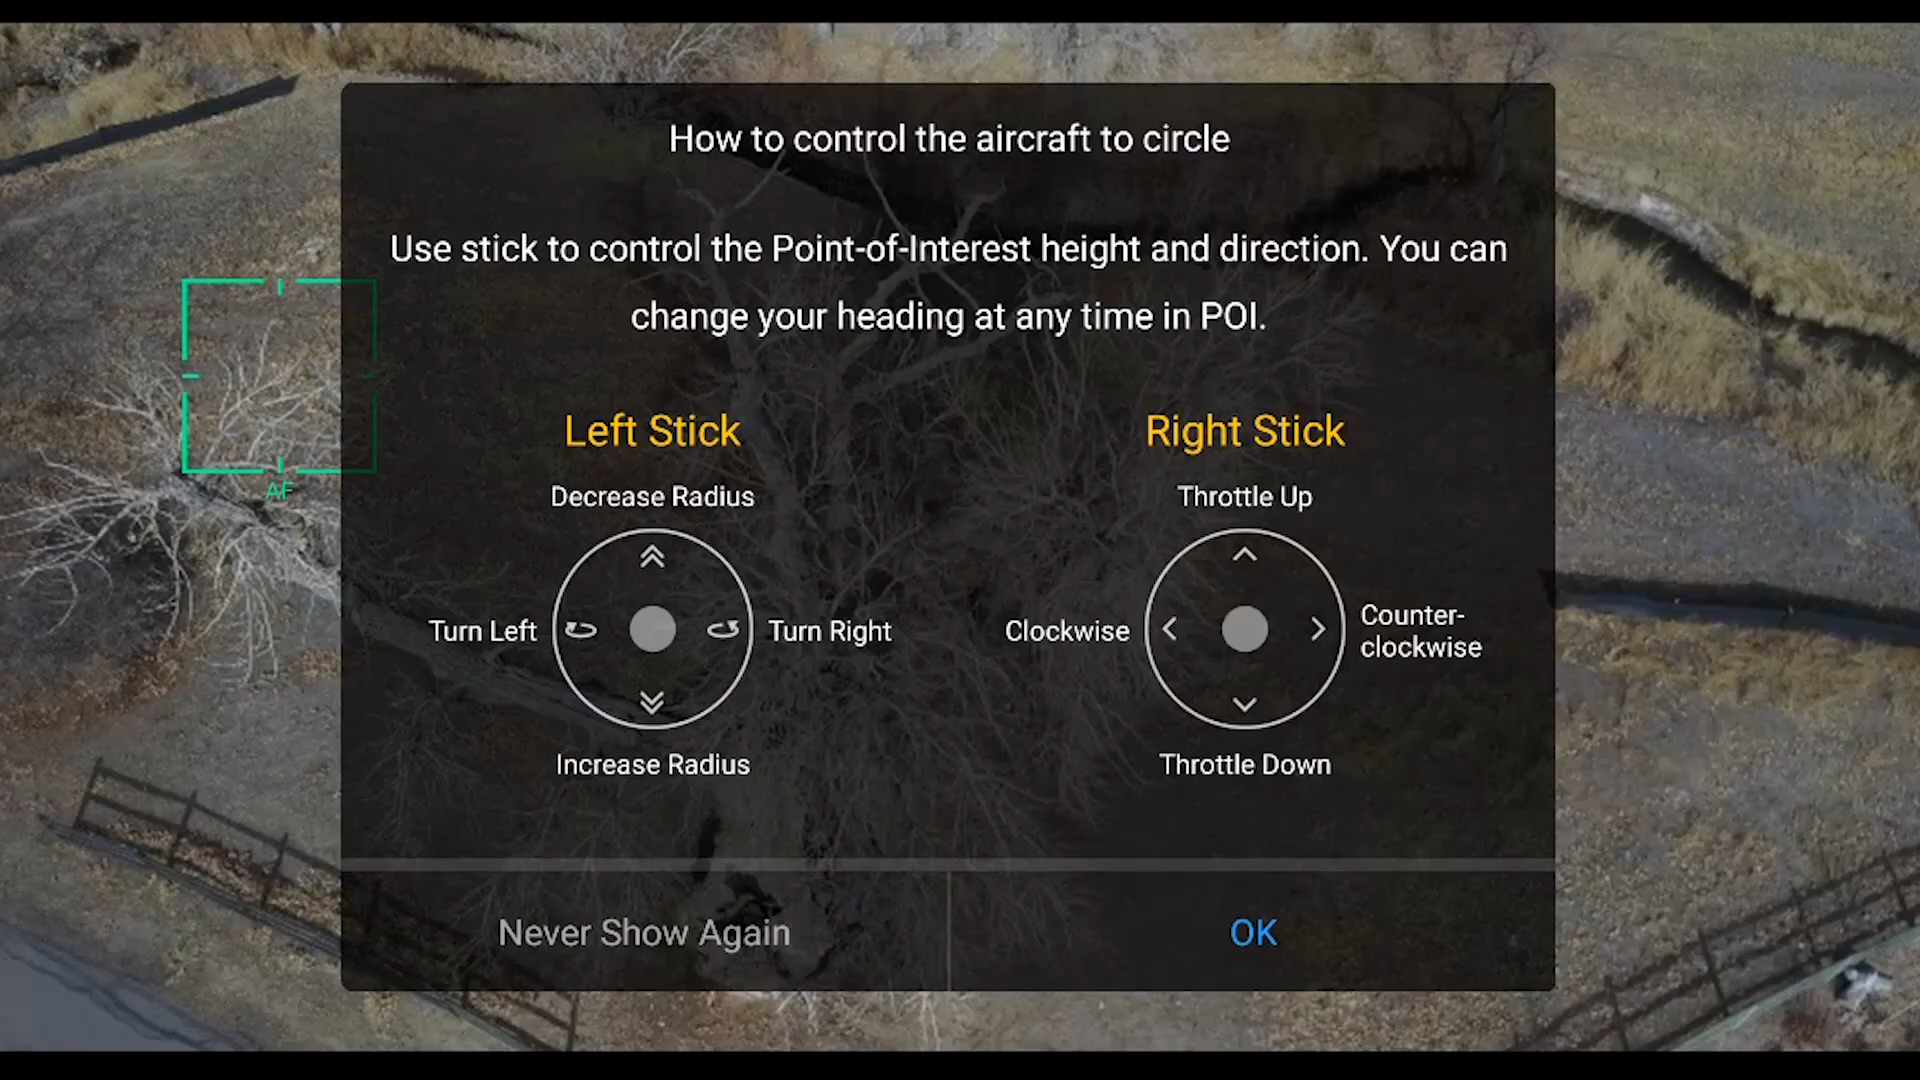 How to control the aircraft to circle
Use stick to control the Point-of-Interest height and direction. You can
change your heading at any time in POI.
Left Stick
Decrease Radius
Turn Left
Turn Right
Increase Radius
Right Stick
Throttle Up
Clockwise
Counter-
clockwise
Throttle Down
AF
Never Show Again
OK